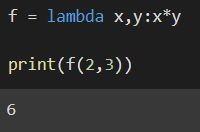 f = lambda x,y:x*y
print(f(2,3))
6